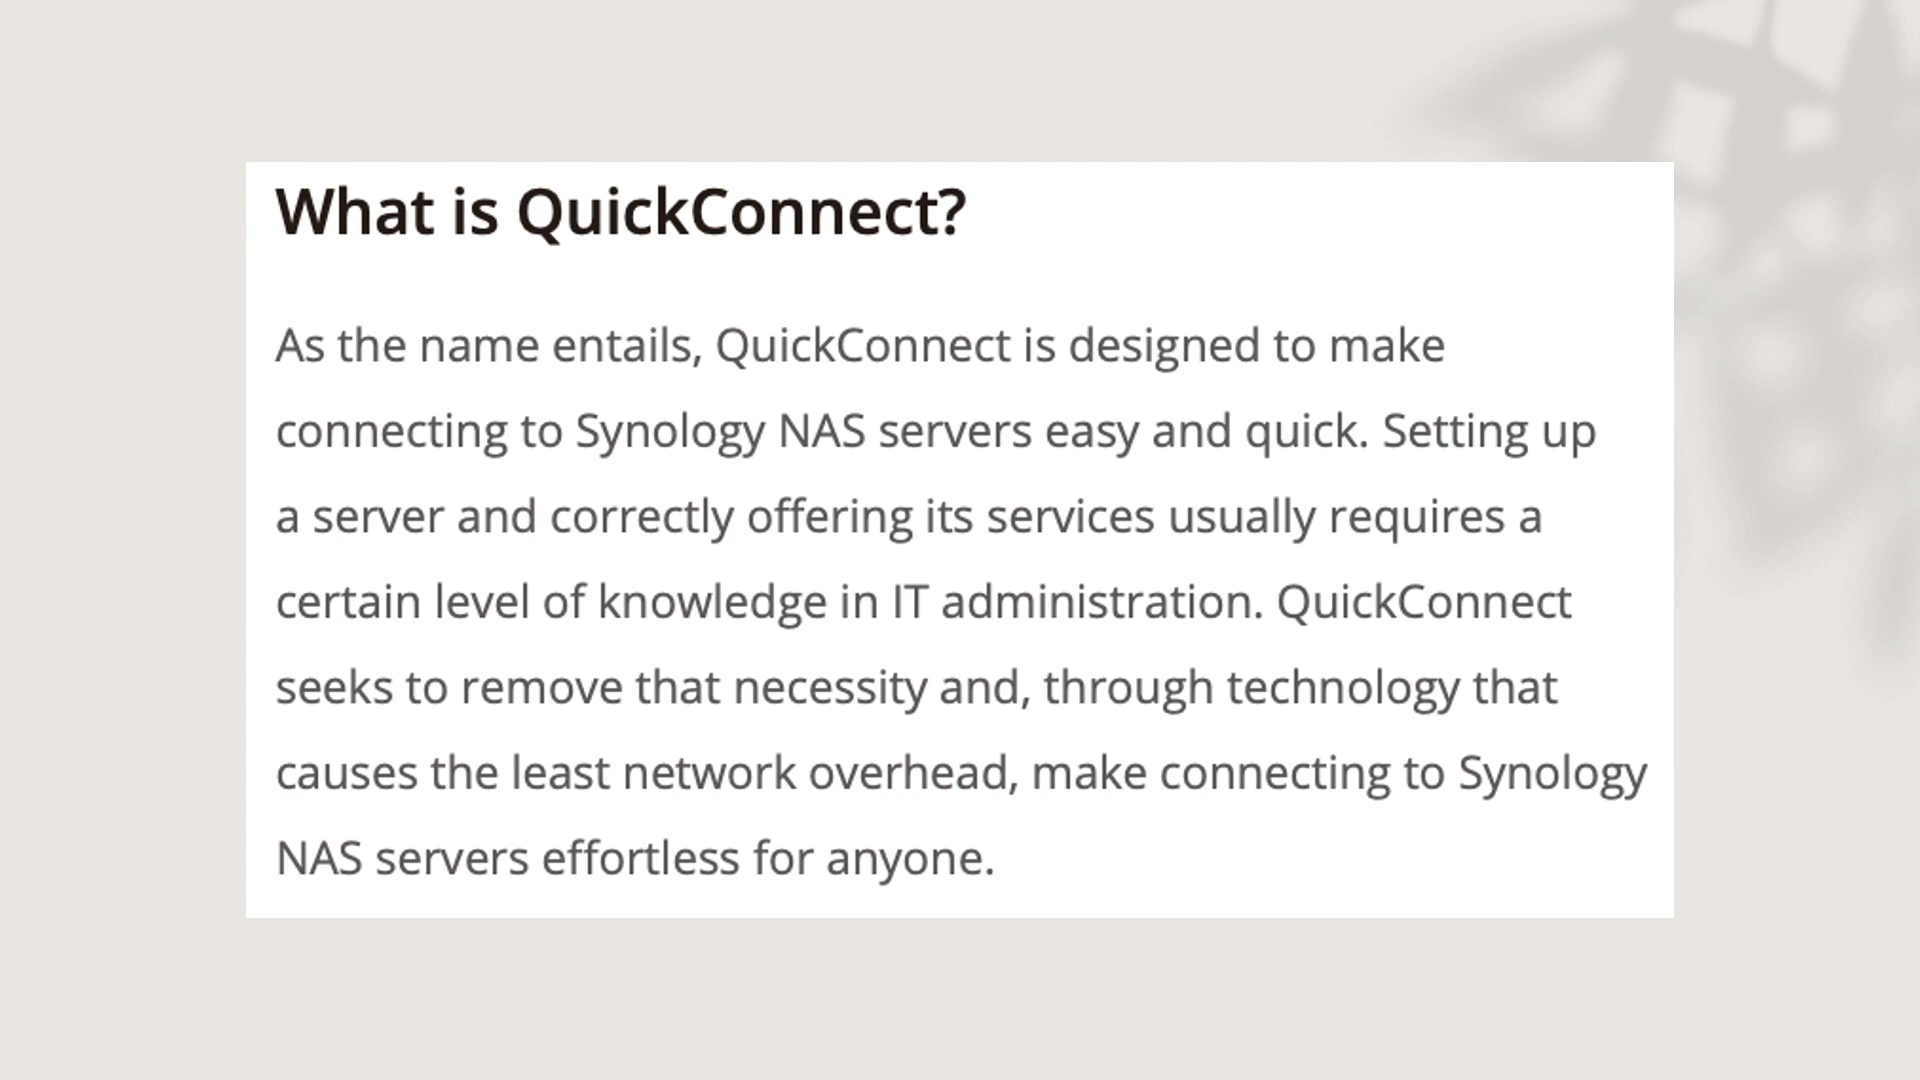 What is QuickConnect?
As the name entails, QuickConnect is designed to make
connecting to Synology NAS servers easy and quick. Setting up
a server and correctly offering its services usually requires a
certain level of knowledge in IT administration. QuickConnect
seeks to remove that necessity and, through technology that
causes the least network overhead, make connecting to Synology
NAS servers effortless for anyone.